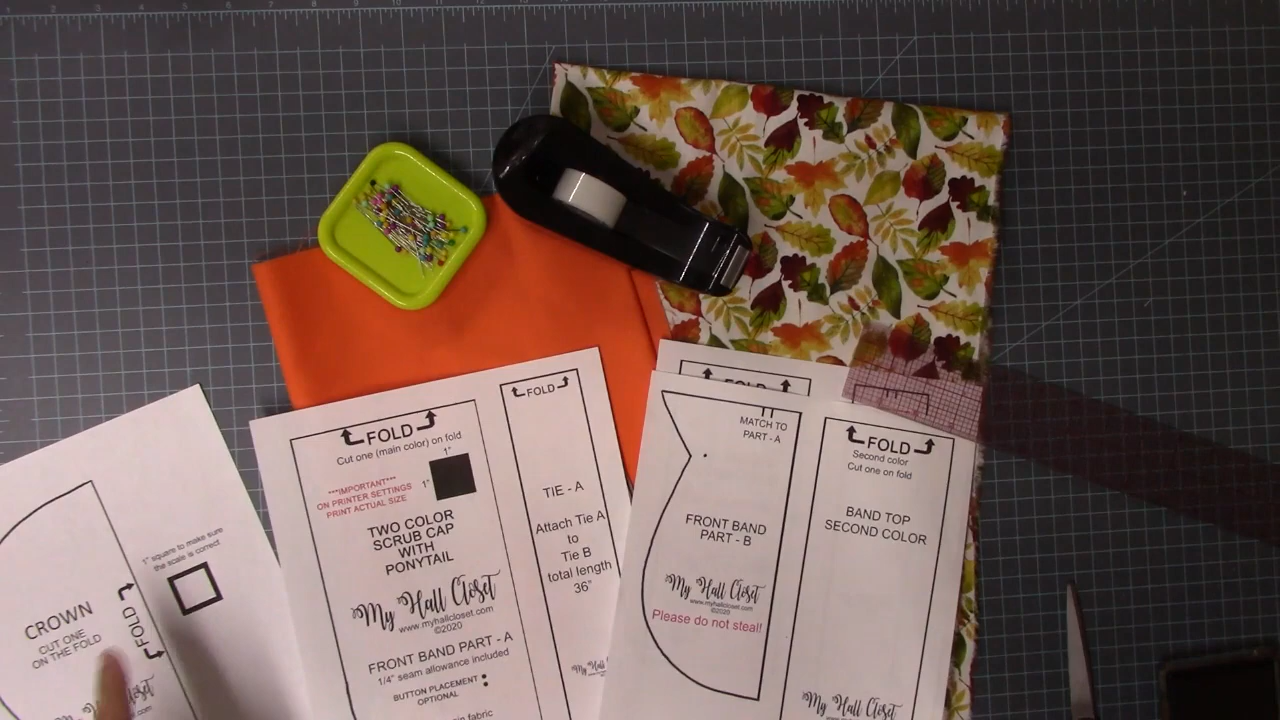 CROWN
CUT ONE
ON THE FOLD
FOLD
1" square to make sure
the scale is correct
FOLD
Cut one (main color) on fold
1"
1"
***IMPORTANT***
ON PRINTER SETTINGS
PRINT ACTUAL SIZE
TWO COLOR
SCRUB CAP
WITH
PONYTAIL
My Hall Closet
www.myhallcloset.com
©2020
FRONT BAND PART - A
1/4" seam allowance included
BUTTON PLACEMENT
OPTIONAL
FOLD
TIE - A
Attach Tie A
to
Tie B
total length
36"
My Hall Closet
FOLD
MATCH TO
PART - A
FRONT BAND
PART - B
My Hall Closet
www.myhallcloset.com
©2020
Please do not steal!
FOLD
Second color
Cut one on fold
BAND TOP
SECOND COLOR
My Hall Closet